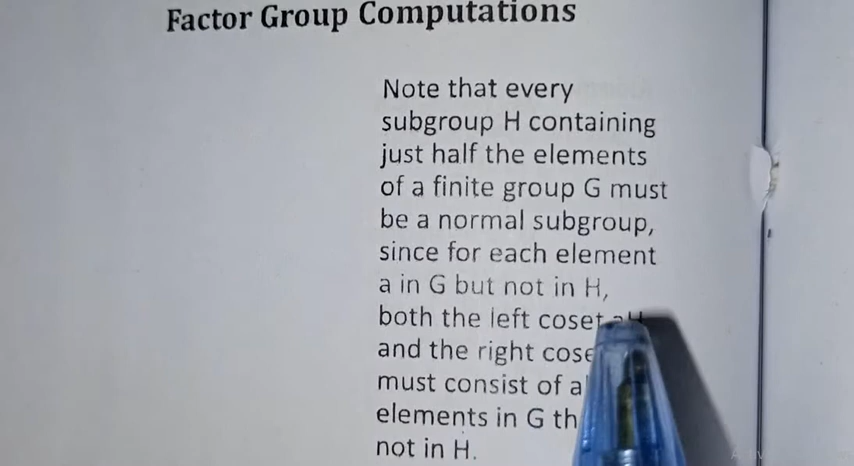 Factor Group Computations
Note that every
subgroup H containing
just half the elements
of a finite group G must
be a normal subgroup,
since for each element
a in G but not in H,
both the left coset aH
and the right
must consist of
elements in G
not in H.